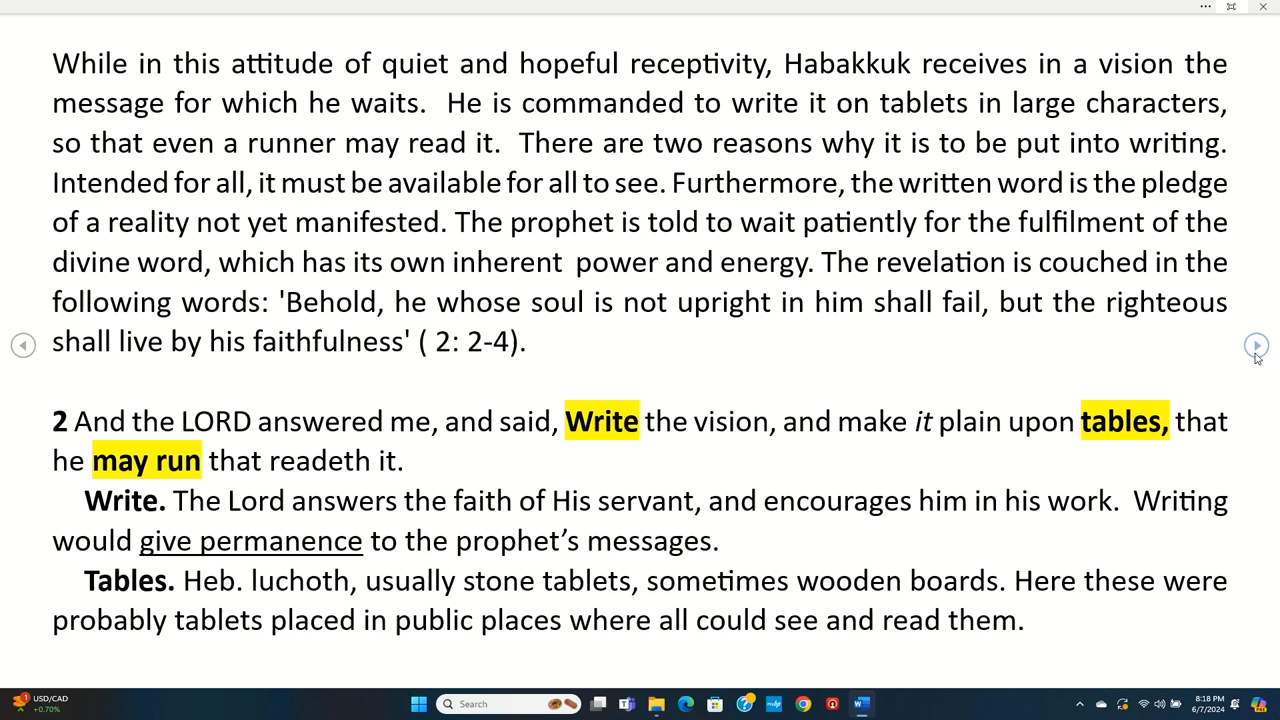 While in this attitude of quiet and hopeful receptivity, Habakkuk receives in a vision the
message for which he waits.  He is commanded to write it on tablets in large characters,
so that even a runner may read it.  There are two reasons why it is to be put into writing.
Intended for all, it must be available for all to see. Furthermore, the written word is the pledge
of a reality not yet manifested. The prophet is told to wait patiently for the fulfilment of the
divine word, which has its own inherent  power and energy. The revelation is couched in the
following words: 'Behold, he whose soul is not upright in him shall fail, but the righteous
shall live by his faithfulness' ( 2: 2-4).
2 And the LORD answered me, and said, Write the vision, and make it plain upon tables, that
he may run that readeth it.
Write. The Lord answers the faith of His servant, and encourages him in his work.  Writing
would give permanence to the prophet's messages.
Tables. Heb. luchoth, usually stone tablets, sometimes wooden boards. Here these were
probably tablets placed in public places where all could see and read them.
USD/CAD
+0.70%
Search
8:18 PM
6/7/2024